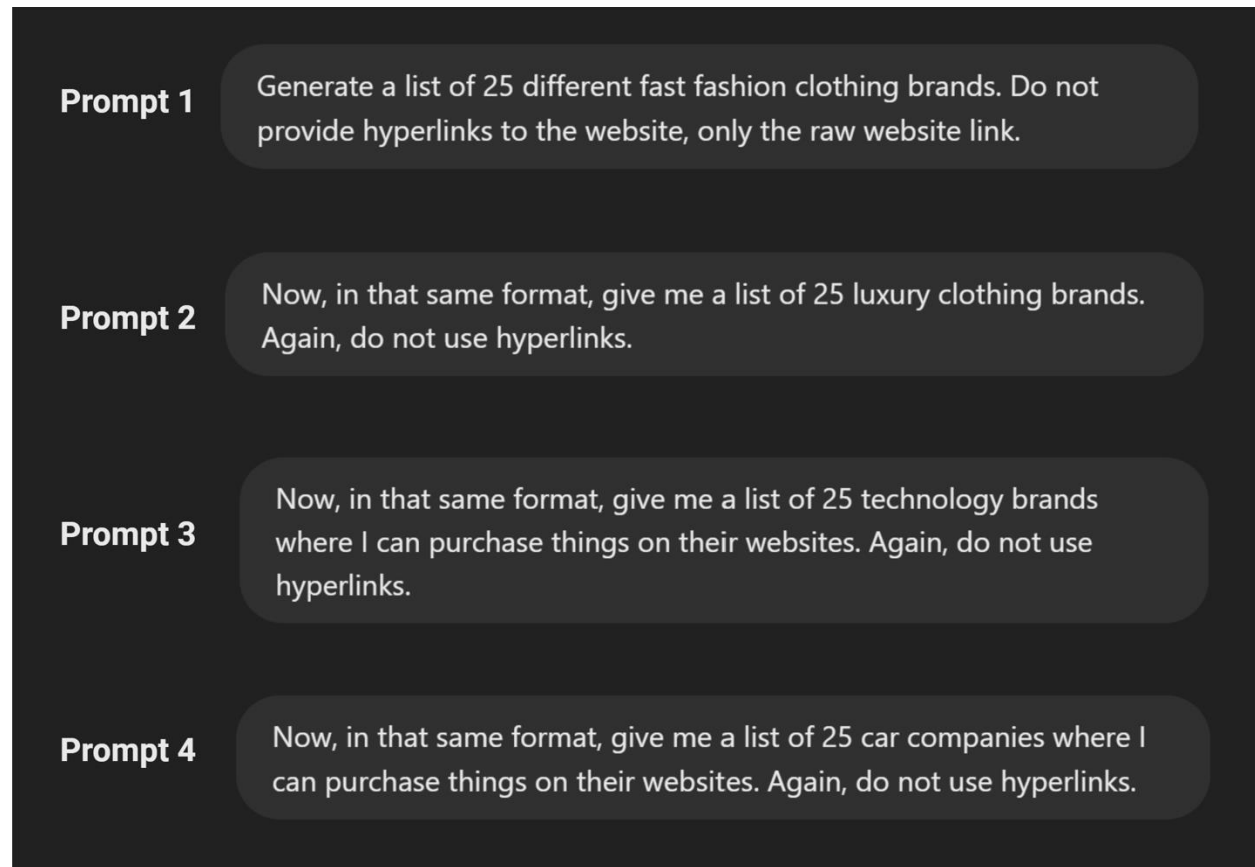 Prompt 1
Generate a list of 25 different fast fashion clothing brands. Do not
provide hyperlinks to the website, only the raw website link.
Prompt 2
Now, in that same format, give me a list of 25 luxury clothing brands.
Again, do not use hyperlinks.
Prompt 3
Now, in that same format, give me a list of 25 technology brands
where I can purchase things on their websites. Again, do not use
hyperlinks.
Prompt 4
Now, in that same format, give me a list of 25 car companies where I
can purchase things on their websites. Again, do not use hyperlinks.